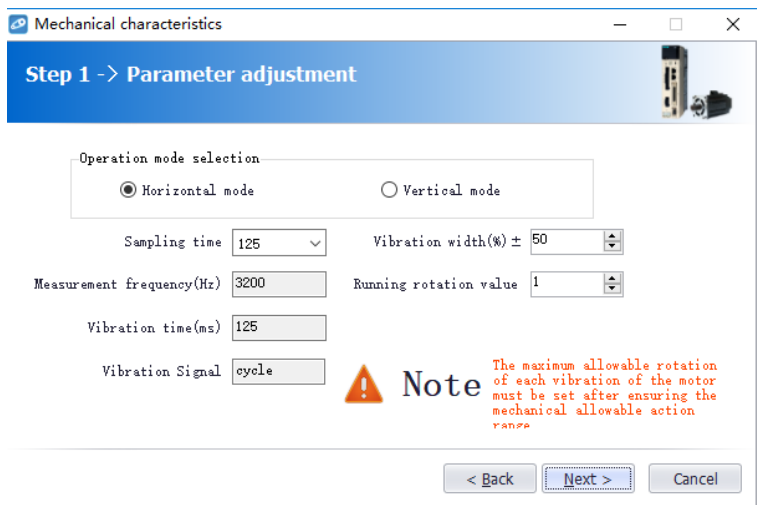 Mechanical characteristics
Step 1 -> Parameter adjustment
Operation mode selection
Horizontal mode
Vertical mode
Sampling time 125
Vibration width(%) ± 50
Measurement frequency(Hz) 3200
Running rotation value 1
Vibration time(ms) 125
Vibration Signal cycle
Note
The maximum allowable rotation
of each vibration of the motor
must be set after ensuring the
mechanical allowable action
range
< Back
Next >
Cancel